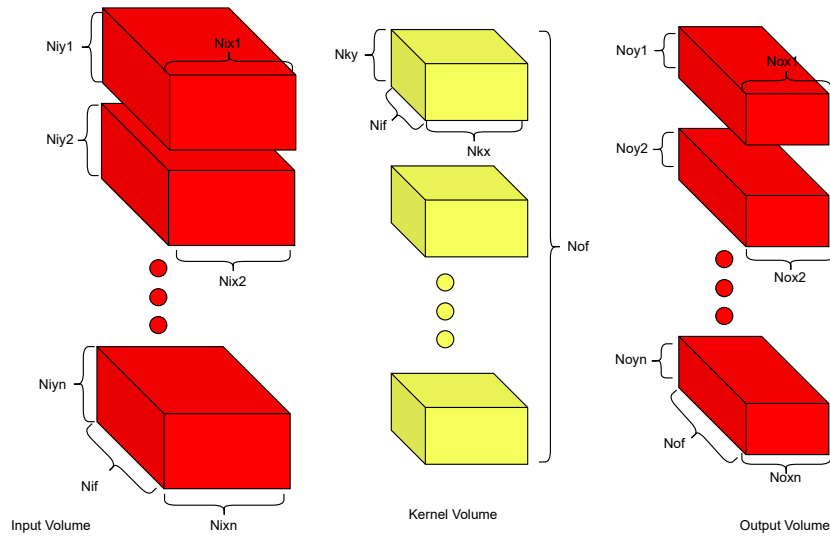 Niy1
Nix1
Niy2
Nix2
Niyn
Nif
Nixn
Input Volume
Nky
Nif
Nkx
Nof
Kernel Volume
Noy1
Nox1
Noy2
Nox2
Noyn
Nof
Noxn
Output Volume